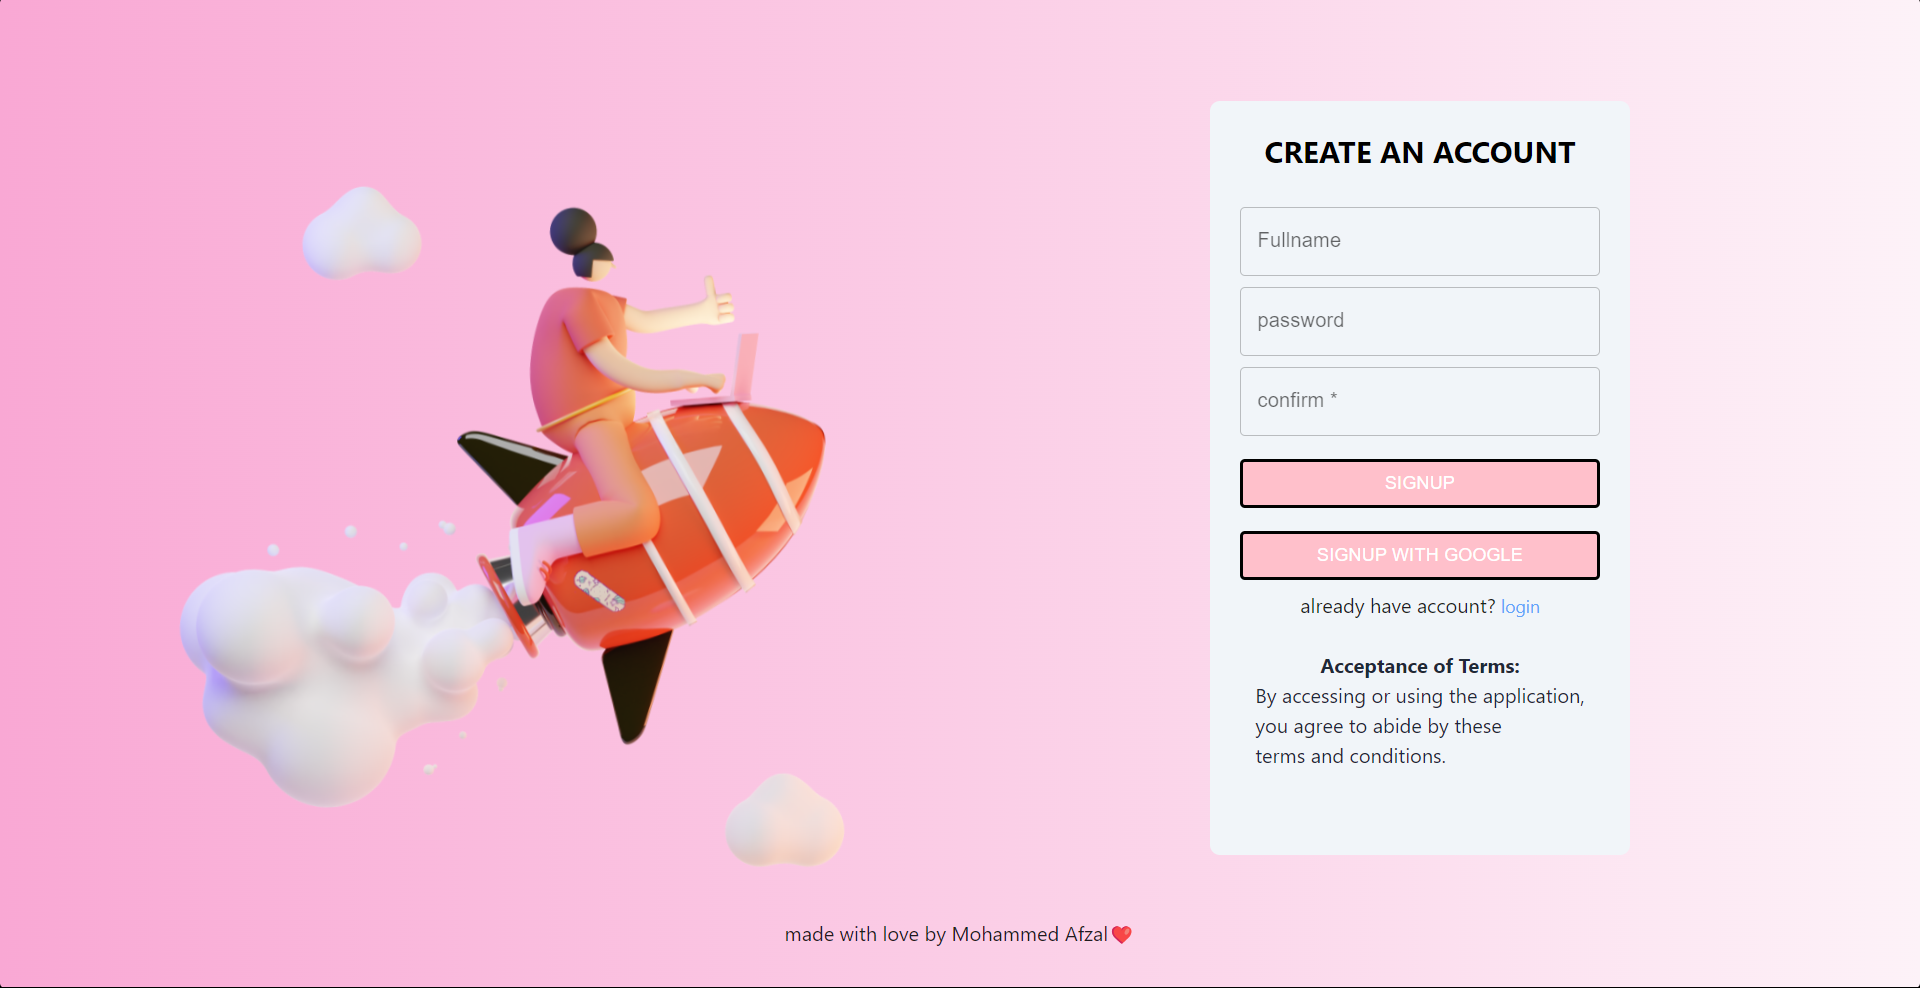 CREATE AN ACCOUNT
Fullname
password
confirm *
SIGNUP
SIGNUP WITH GOOGLE
already have account? login
Acceptance of Terms:
By accessing or using the application,
you agree to abide by these
terms and conditions.
made with love by Mohammed Afzal❤️